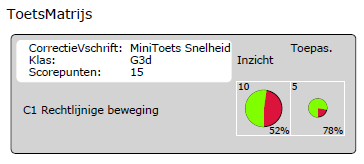 ToetsMatrijs
CorrectieVschrift: MiniToets Snelheid
Klas: G3d
Scorepunten: 15
Inzicht
Toepas.
C1 Rechtlijnige beweging
10
52%
5
78%